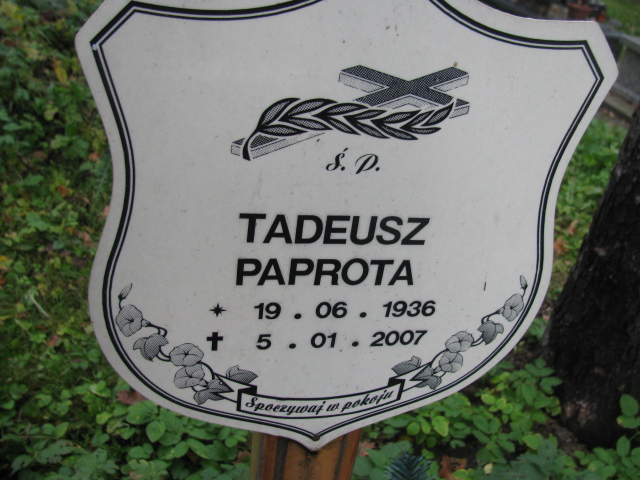 Ś. P.
TADEUSZ
PAPROTA
✶ 19 . 06 . 1936
✝ 5 . 01 . 2007
Spoczywaj w pokoju